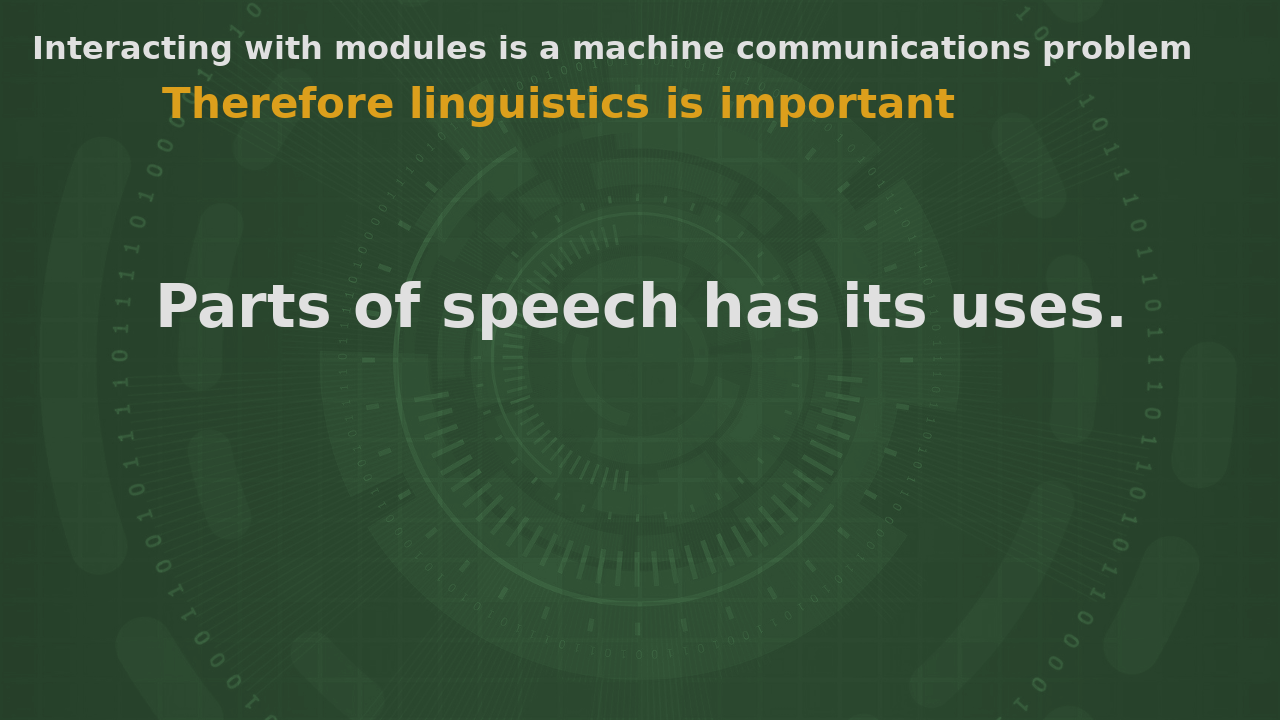 Interacting with modules is a machine communications problem
Therefore linguistics is important
Parts of speech has its uses.